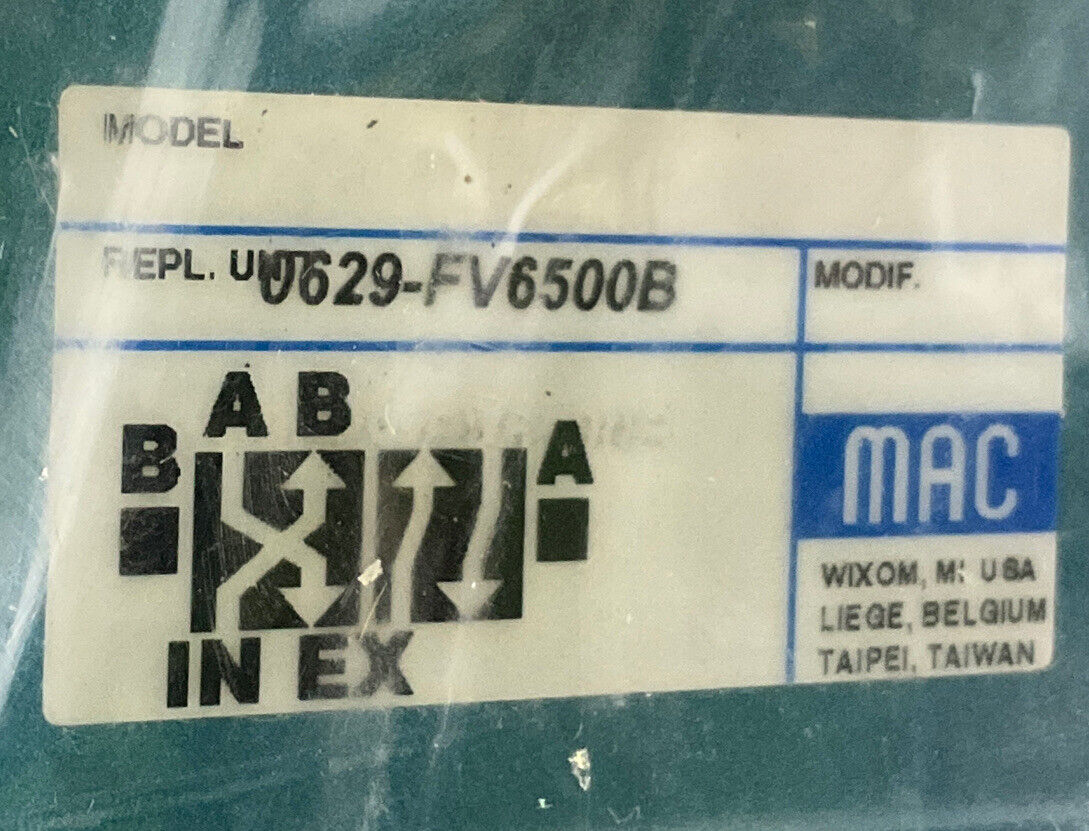 MODEL
REPL. UNIT 0629-FV6500B
MODIF.
A B
B
A
IN EX
MAC
WIXOM, MI USA
LIEGE, BELGIUM
TAIPEI, TAIWAN